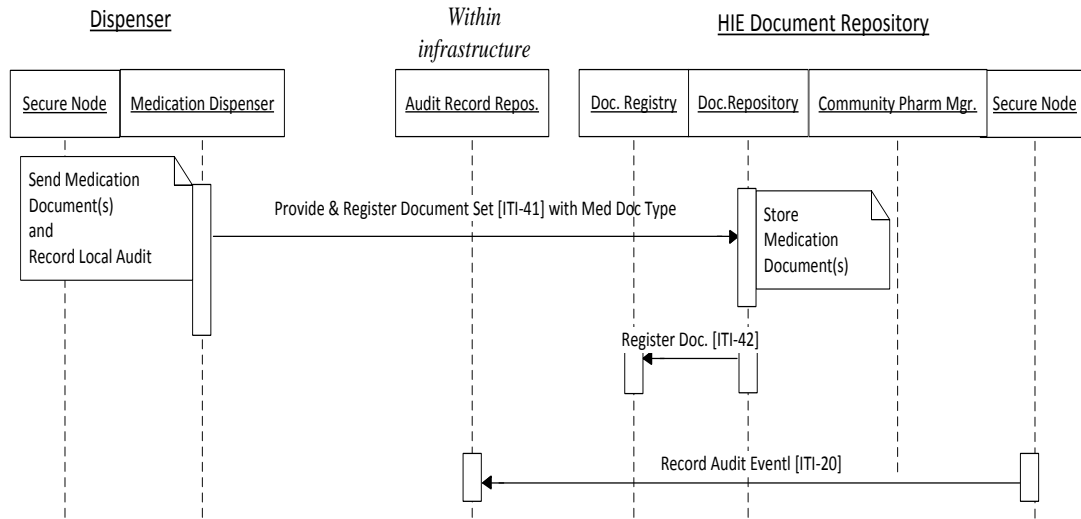 Dispenser
Within
infrastructure
HIE Document Repository
Secure Node
Medication Dispenser
Audit Record Repos.
Doc. Registry
Doc.Repository
Community Pharm Mgr.
Secure Node
Send Medication
Document(s)
and
Record Local Audit
Provide & Register Document Set [ITI-41] with Med Doc Type
Store
Medication
Document(s)
Register Doc. [ITI-42]
Record Audit Eventl [ITI-20]